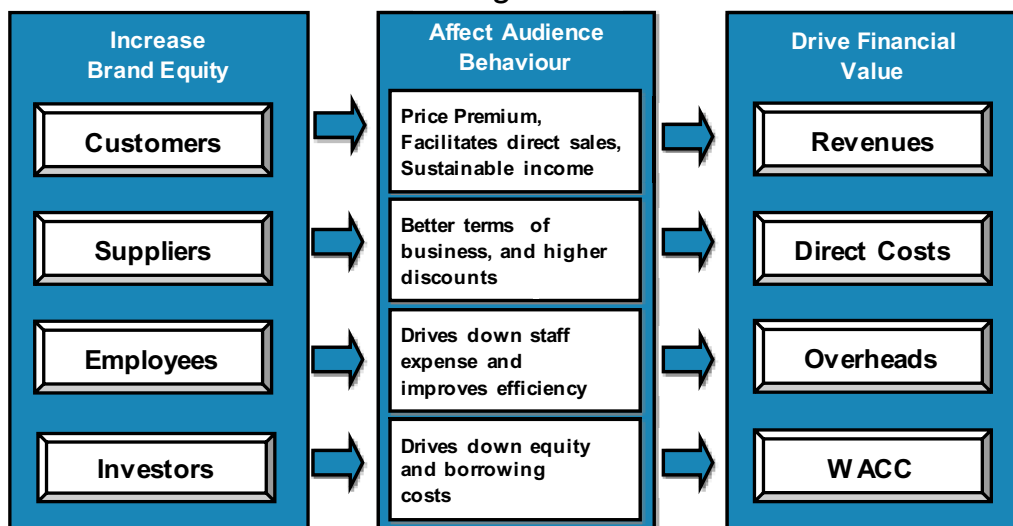 Increase
Brand Equity
Customers
Suppliers
Employees
Investors
Affect Audience
Behaviour
Price Premium,
Facilitates direct sales,
Sustainable income
Better terms of
business, and higher
discounts
Drives down staff
expense and
improves efficiency
Drives down equity
and borrowing
costs
Drive Financial
Value
Revenues
Direct Costs
Overheads
WACC